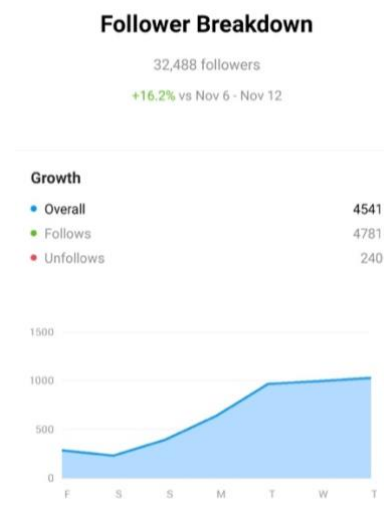 Follower Breakdown
32,488 followers
+16.2% vs Nov 6 - Nov 12
Growth
Overall 4541
Follows 4781
Unfollows 240
1500
1000
500
0
F S S M T W T